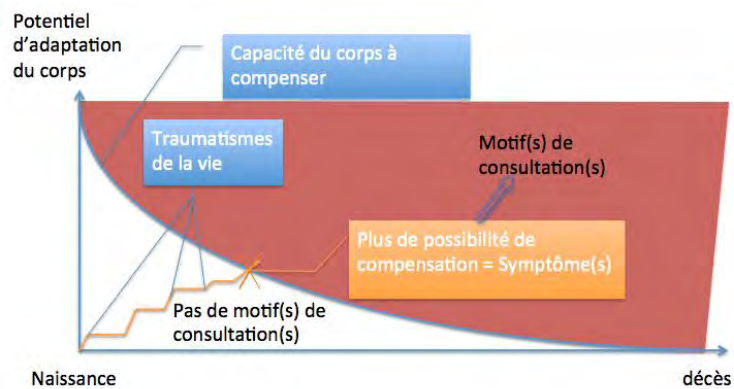 Potentiel
d'adaptation
du corps
Capacité du corps à
compenser
Traumatismes
de la vie
Motif(s) de
consultation(s)
Plus de possibilité de
compensation = Symptôme(s)
Pas de motif(s) de
consultation(s)
Naissance
décès